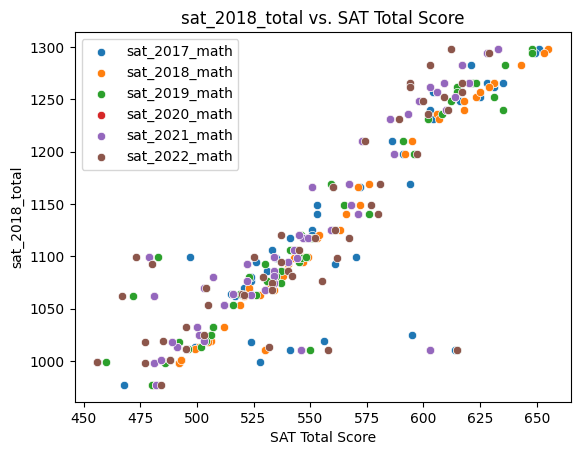 sat_2018_total vs. SAT Total Score
sat_2017_math
sat_2018_math
sat_2019_math
sat_2020_math
sat_2021_math
sat_2022_math
sat_2018_total
1300
1250
1200
1150
1100
1050
1000
450 475 500 525 550 575 600 625 650
SAT Total Score